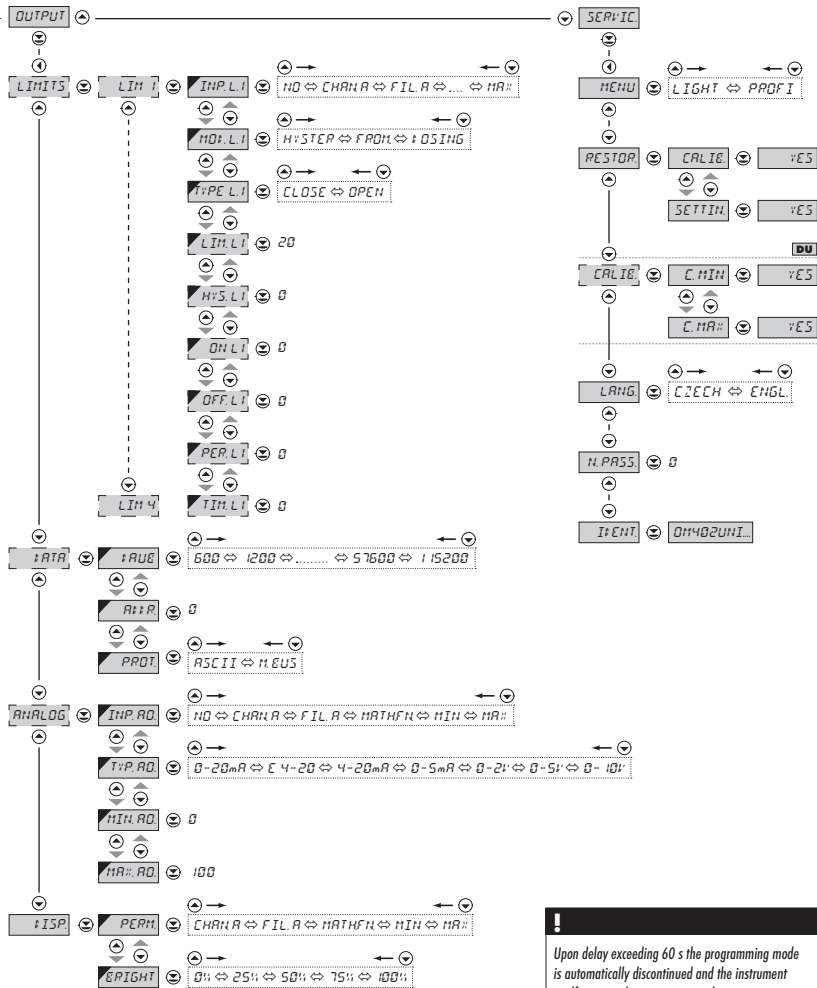 OUTPUT
SERVIC.
LIMITS
LIM 1
INP. L.1
NO ⇔ CHAN.A ⇔ FIL. A ⇔ .... ⇔ MAX
MENU
LIGHT ⇔ PROFI
MOD. L.1
HYSTER ⇔ FROM. ⇔ DOSING
RESTOR.
CALIB.
YES
TYPE L.1
CLOSE ⇔ OPEN
SETTIN.
YES
LIM. L1
20
DU
CALIB.
C. MIN
YES
HYS. L1
0
C. MAX
YES
ON L1
0
LANG.
CZECH ⇔ ENGL.
OFF. L1
0
PER. L1
0
N. PASS.
0
LIM 4
TIM. L1
0
IDENT.
OM402UNI...
DATA
BAUD
600 ⇔ 1200 ⇔ ......... ⇔ 57600 ⇔ 115200
ADDR.
0
PROT.
ASCII ⇔ M.BUS
ANALOG
INP. AO.
NO ⇔ CHAN.A ⇔ FIL. A ⇔ MATH.FN. ⇔ MIN ⇔ MAX
TYP. AO.
0-20mA ⇔ E 4-20 ⇔ 4-20mA ⇔ 0-5mA ⇔ 0-2V ⇔ 0-5V ⇔ 0-10V
MIN. AO.
0
MAX. AO.
100
DISP.
PERM.
CHAN.A ⇔ FIL. A ⇔ MATH.FN. ⇔ MIN ⇔ MAX
BRIGHT
0% ⇔ 25% ⇔ 50% ⇔ 75% ⇔ 100%
!
Upon delay exceeding 60 s the programming mode
is automatically discontinued and the instrument